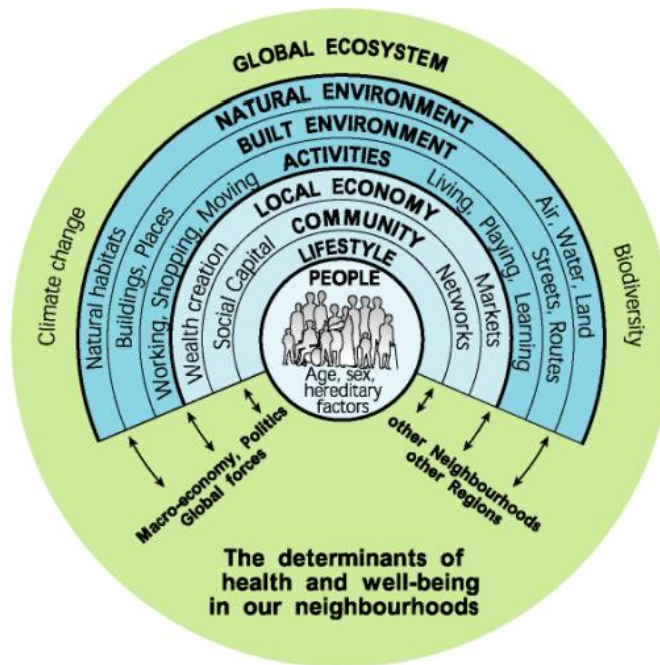 GLOBAL ECOSYSTEM
NATURAL ENVIRONMENT
BUILT ENVIRONMENT
ACTIVITIES
LOCAL ECONOMY
COMMUNITY
LIFESTYLE
PEOPLE
Age, sex,
hereditary
factors
Climate change
Natural habitats
Buildings, Places
Working, Shopping, Moving
Wealth creation
Social Capital
Networks
Markets
Living, Playing, Learning
Streets, Routes
Air, Water, Land
Biodiversity
Macro-economy, Politics
Global forces
other Neighbourhoods
other Regions
The determinants of
health and well-being
in our neighbourhoods